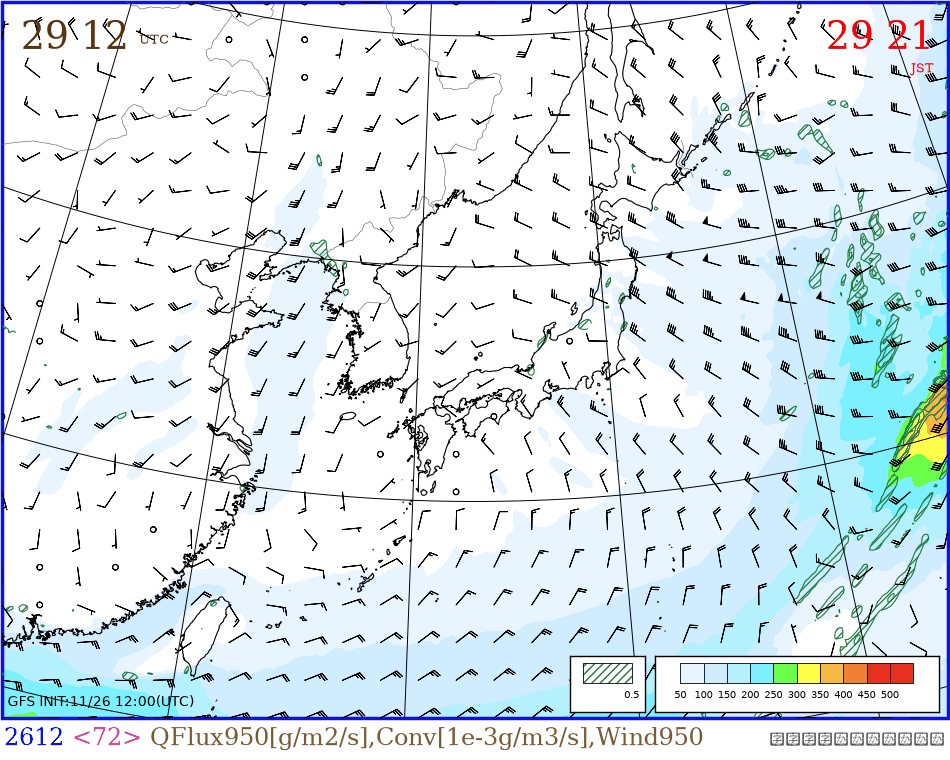 29 12 UTC 29 21
JST
0.5 50 100 150 200 250 300 350 400 450 500
GFS INIT:11/26 12:00(UTC)
2612 <72> QFlux950[g/m2/s],Conv[1e-3g/m3/s],Wind950